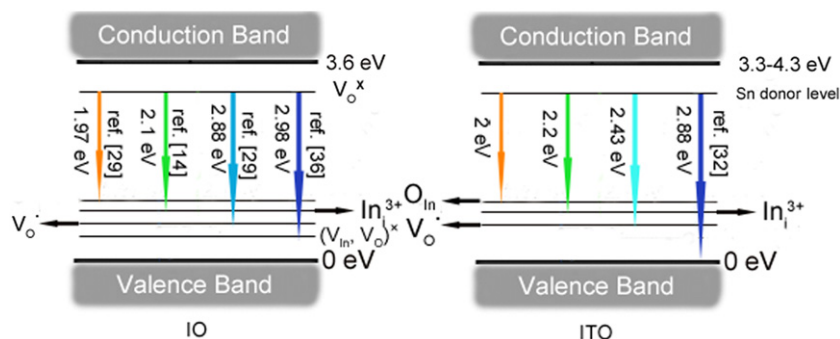 Conduction Band
3.6 eV
V_O^x
ref. [29]
1.97 eV
ref. [14]
2.1 eV
ref. [29]
2.88 eV
ref. [36]
2.98 eV
V_O^•
In_i^3+
(V_In, V_O)^x
0 eV
Valence Band
IO
Conduction Band
3.3-4.3 eV
Sn donor level
2 eV
2.2 eV
2.43 eV
ref. [32]
2.88 eV
O_In
V_O^•
In_i^3+
0 eV
Valence Band
ITO